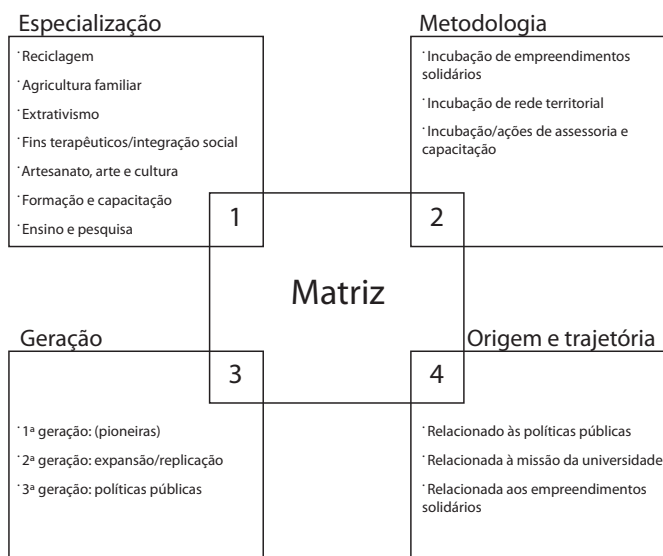 Especialização
· Reciclagem
· Agricultura familiar
· Extrativismo
· Fins terapêuticos/integração social
· Artesanato, arte e cultura
· Formação e capacitação
· Ensino e pesquisa
1
Metodologia
· Incubação de empreendimentos
solidários
· Incubação de rede territorial
· Incubação/ações de assessoria e
capacitação
2
Matriz
Geração
3
· 1ª geração: (pioneiras)
· 2ª geração: expansão/replicação
· 3ª geração: políticas públicas
Origem e trajetória
4
· Relacionado às políticas públicas
· Relacionada à missão da universidade
· Relacionada aos empreendimentos
solidários